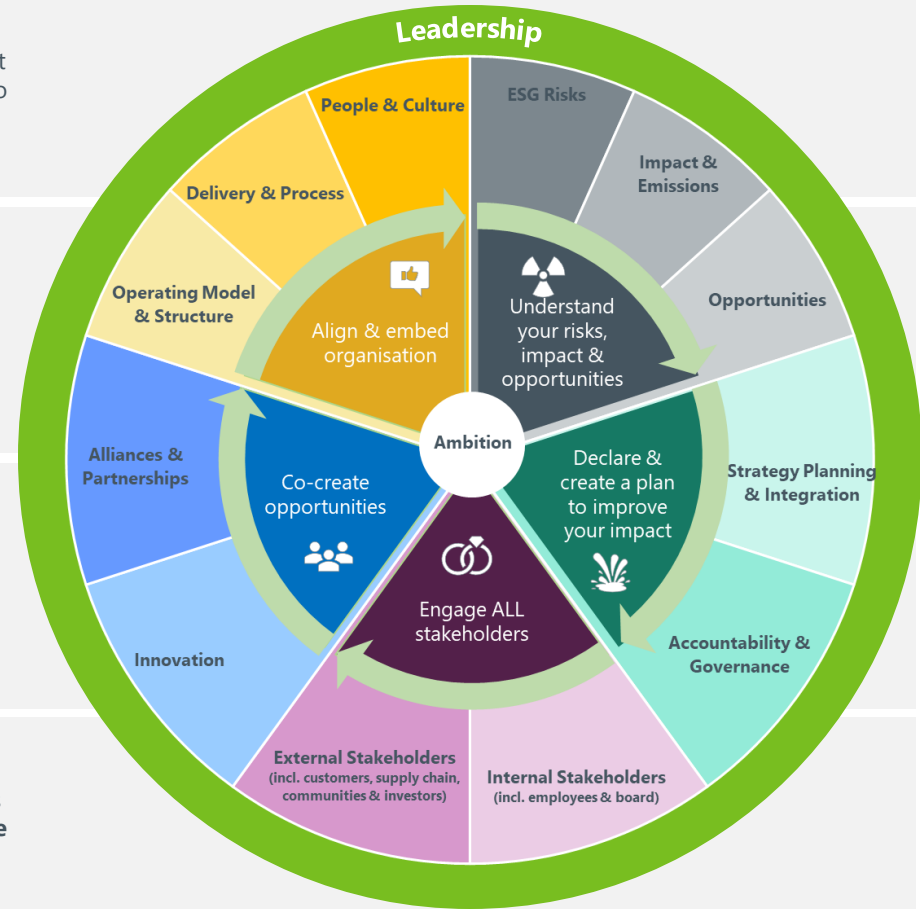 Leadership
People & Culture
ESG Risks
Impact &
Emissions
Delivery & Process
Operating Model
& Structure
Opportunities
Align & embed
organisation
Understand
your risks,
impact &
opportunities
Ambition
Alliances &
Partnerships
Co-create
opportunities
Declare &
create a plan
to improve
your impact
Strategy Planning
& Integration
Engage ALL
stakeholders
Innovation
Accountability &
Governance
External Stakeholders
(incl. customers, supply chain,
communities & investors)
Internal Stakeholders
(incl. employees & board)